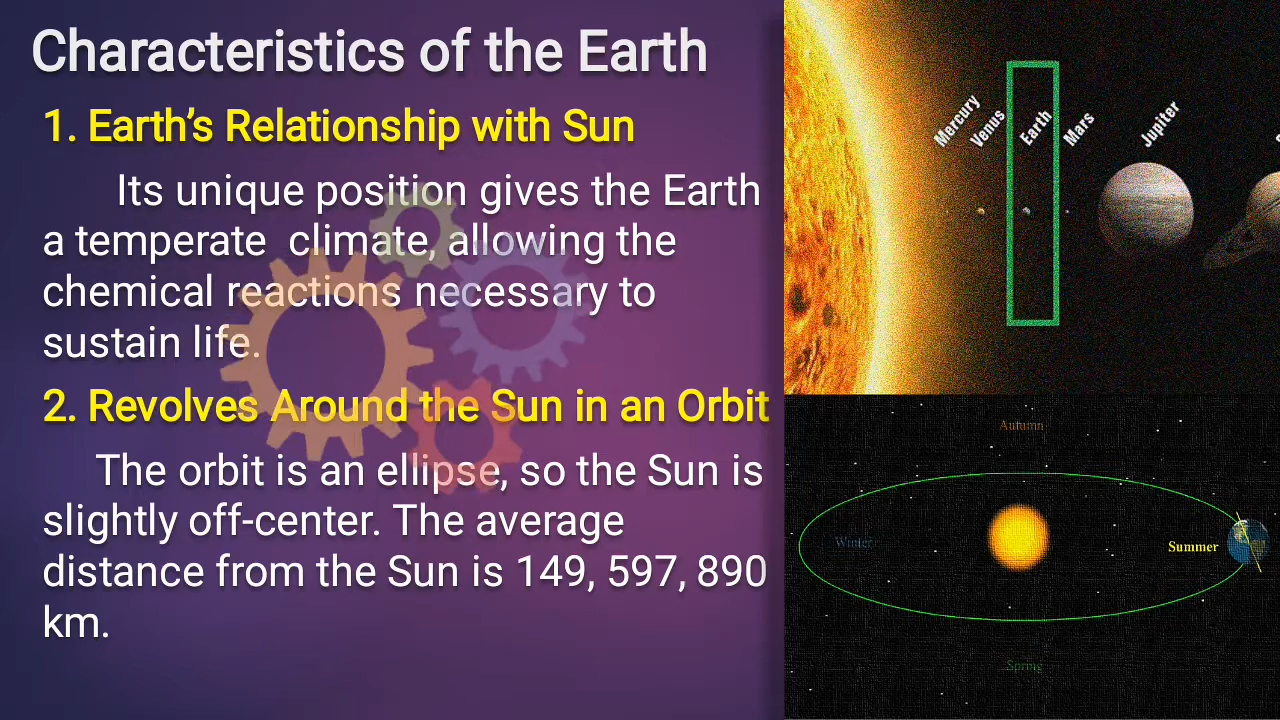 Characteristics of the Earth
1. Earth's Relationship with Sun
Its unique position gives the Earth
a temperate climate, allowing the
chemical reactions necessary to
sustain life.
2. Revolves Around the Sun in an Orbit
The orbit is an ellipse, so the Sun is
slightly off-center. The average
distance from the Sun is 149, 597, 890
km.
Mercury
Venus
Earth
Mars
Jupiter
Autumn
Winter
Summer
Spring